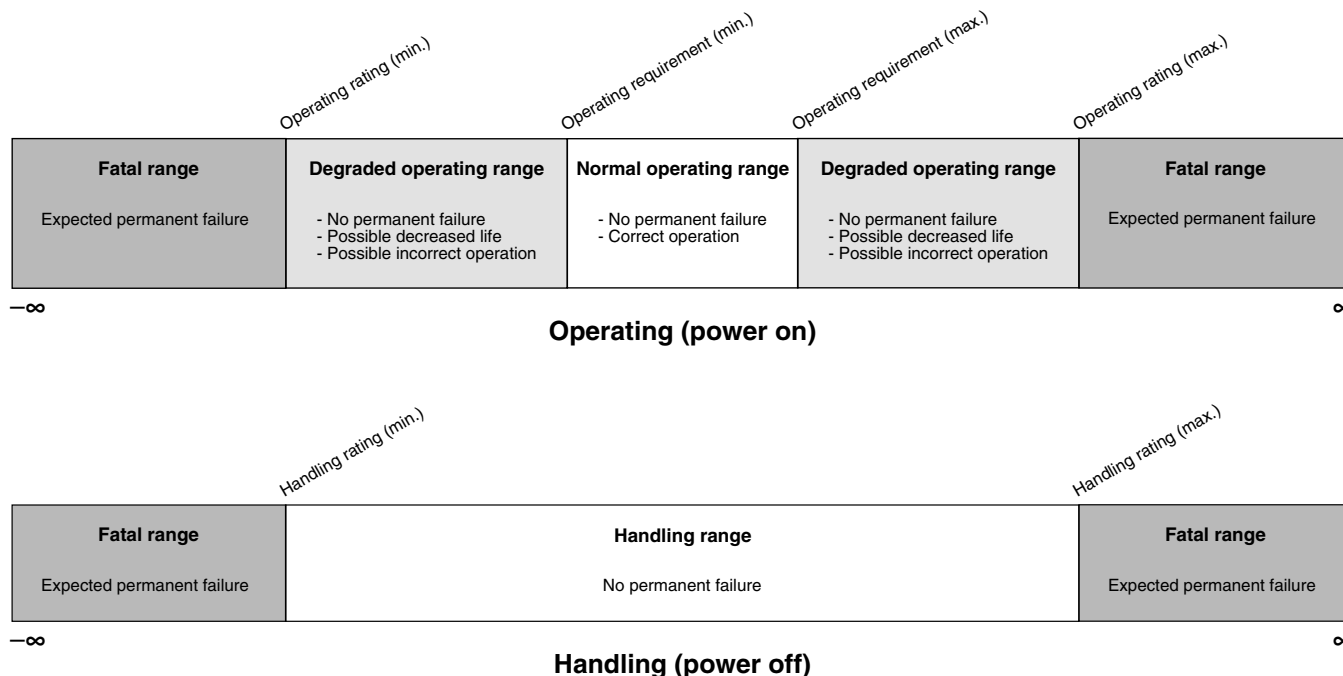 Operating rating (min.)
Operating requirement (min.)
Operating requirement (max.)
Operating rating (max.)
Fatal range
Degraded operating range
Normal operating range
Degraded operating range
Fatal range
Expected permanent failure
- No permanent failure
- Possible decreased life
- Possible incorrect operation
- No permanent failure
- Correct operation
- No permanent failure
- Possible decreased life
- Possible incorrect operation
Expected permanent failure
–∞
∞
Operating (power on)
Handling rating (min.)
Handling rating (max.)
Fatal range
Handling range
Fatal range
Expected permanent failure
No permanent failure
Expected permanent failure
–∞
∞
Handling (power off)